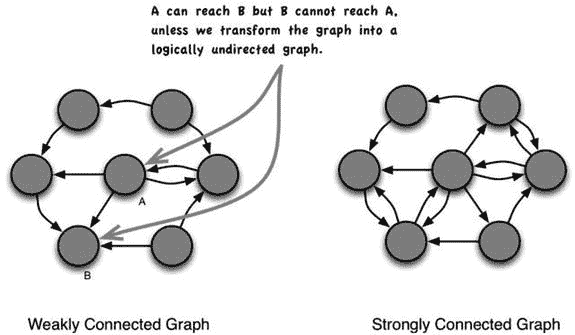 A can reach B but B cannot reach A,
unless we transform the graph into a
logically undirected graph.
A
B
Weakly Connected Graph
Strongly Connected Graph